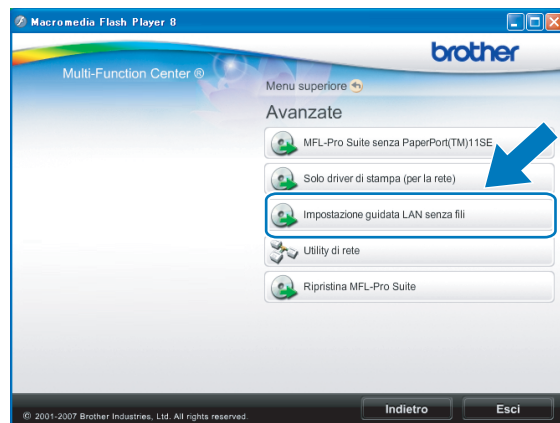 Macromedia Flash Player 8
brother
Multi-Function Center ®
Menu superiore
Avanzate
MFL-Pro Suite senza PaperPort(TM)11SE
Solo driver di stampa (per la rete)
Impostazione guidata LAN senza fili
Utility di rete
Ripristina MFL-Pro Suite
© 2001-2007 Brother Industries, Ltd. All rights reserved.
Indietro
Esci